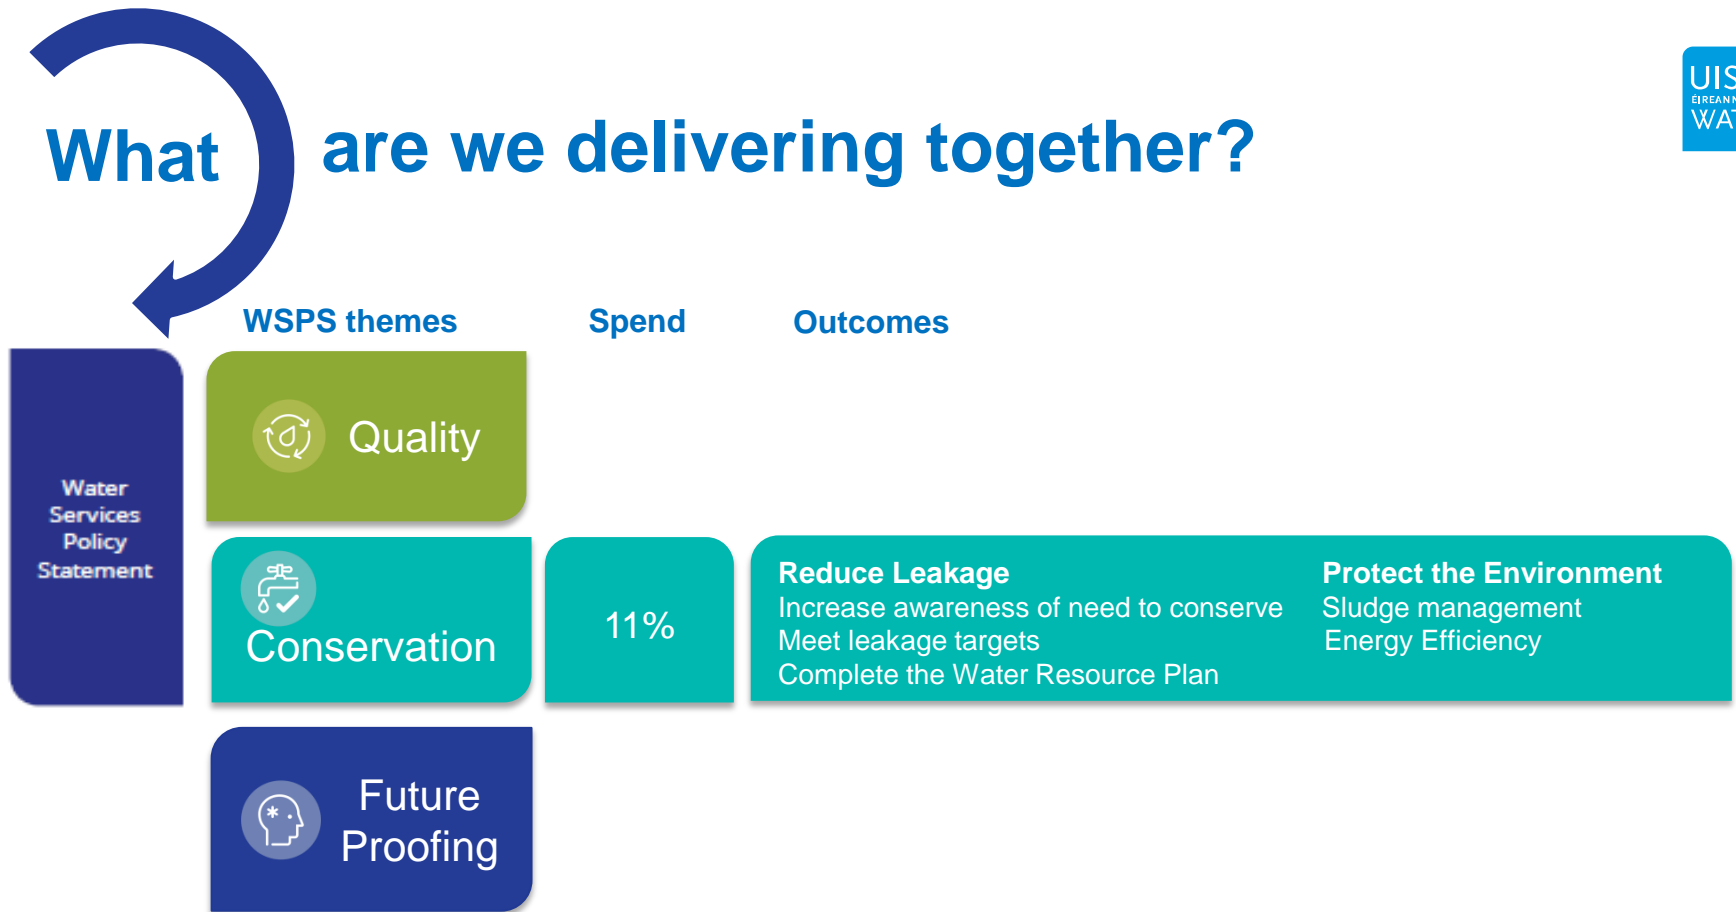 What are we delivering together?
UIS
ÉIREANN
WAT
WSPS themes Spend Outcomes
Water
Services
Policy
Statement
Quality
Conservation
11%
Reduce Leakage
Increase awareness of need to conserve
Meet leakage targets
Complete the Water Resource Plan
Protect the Environment
Sludge management
Energy Efficiency
Future
Proofing